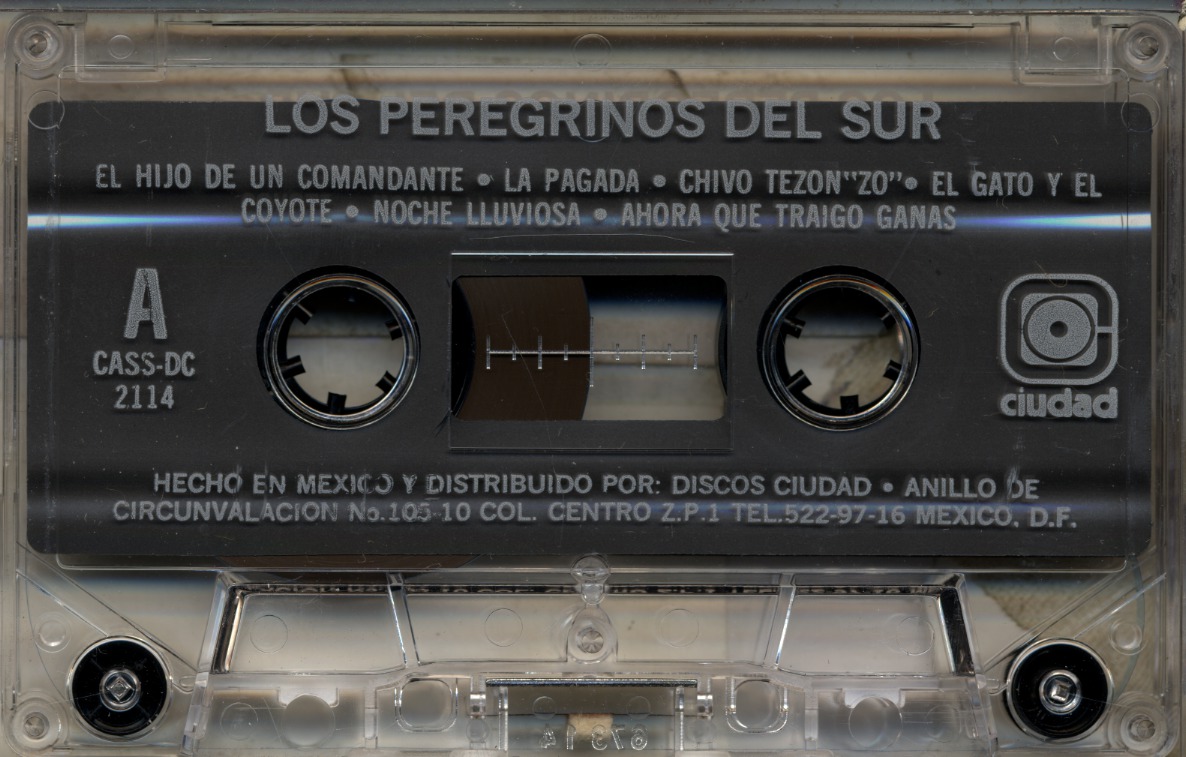 LOS PEREGRINOS DEL SUR
EL HIJO DE UN COMANDANTE • LA PAGADA • CHIVO TEZON"ZO"• EL GATO Y EL
COYOTE • NOCHE LLUVIOSA • AHORA QUE TRAIGO GANAS
A
CASS-DC
2114
ciudad
HECHO EN MEXICO Y DISTRIBUIDO POR: DISCOS CIUDAD • ANILLO DE
CIRCUNVALACION No.105-10 COL. CENTRO Z.P.1 TEL.522-97-16 MEXICO, D.F.